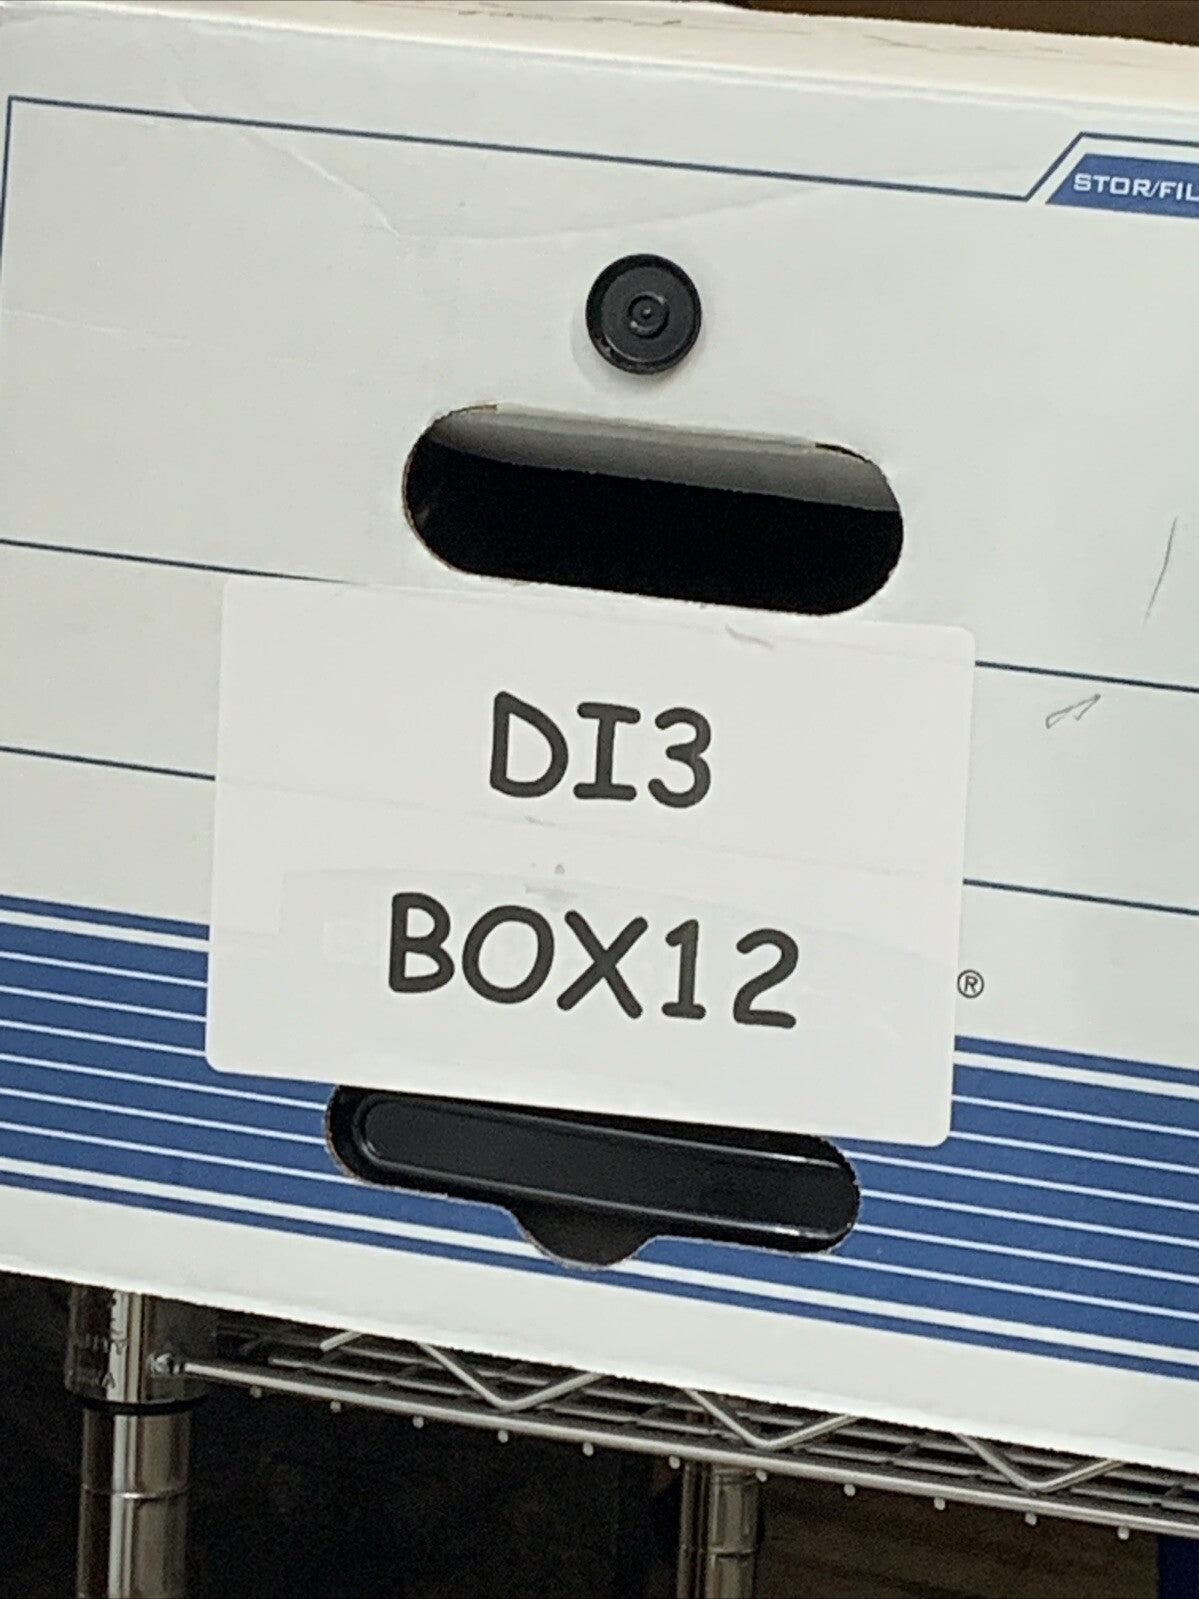 STOR/FIL
DI3
BOX12
®